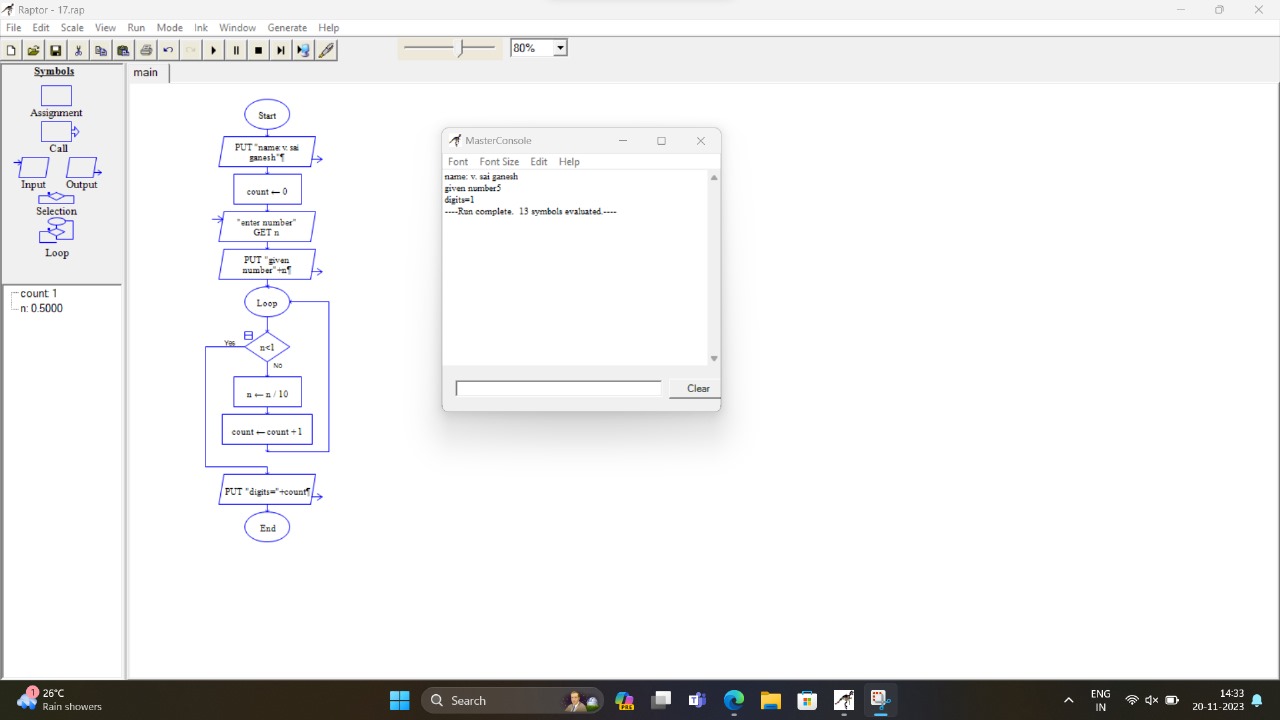 Raptor - 17.rap
File Edit Scale View Run Mode Ink Window Generate Help
80%
Symbols
Assignment
Call
Input Output
Selection
Loop
count: 1
n: 0.5000
main
Start
PUT "name: v. sai
ganesh"¶
count ← 0
"enter number"
GET n
PUT "given
number"+n¶
Loop
Yes
n<1
No
n ← n / 10
count ← count + 1
PUT "digits="+count¶
End
MasterConsole
Font Font Size Edit Help
name: v. sai ganesh
given number5
digits=1
----Run complete. 13 symbols evaluated.----
Clear
1
26°C
Rain showers
Search
ENG
IN
14:33
20-11-2023